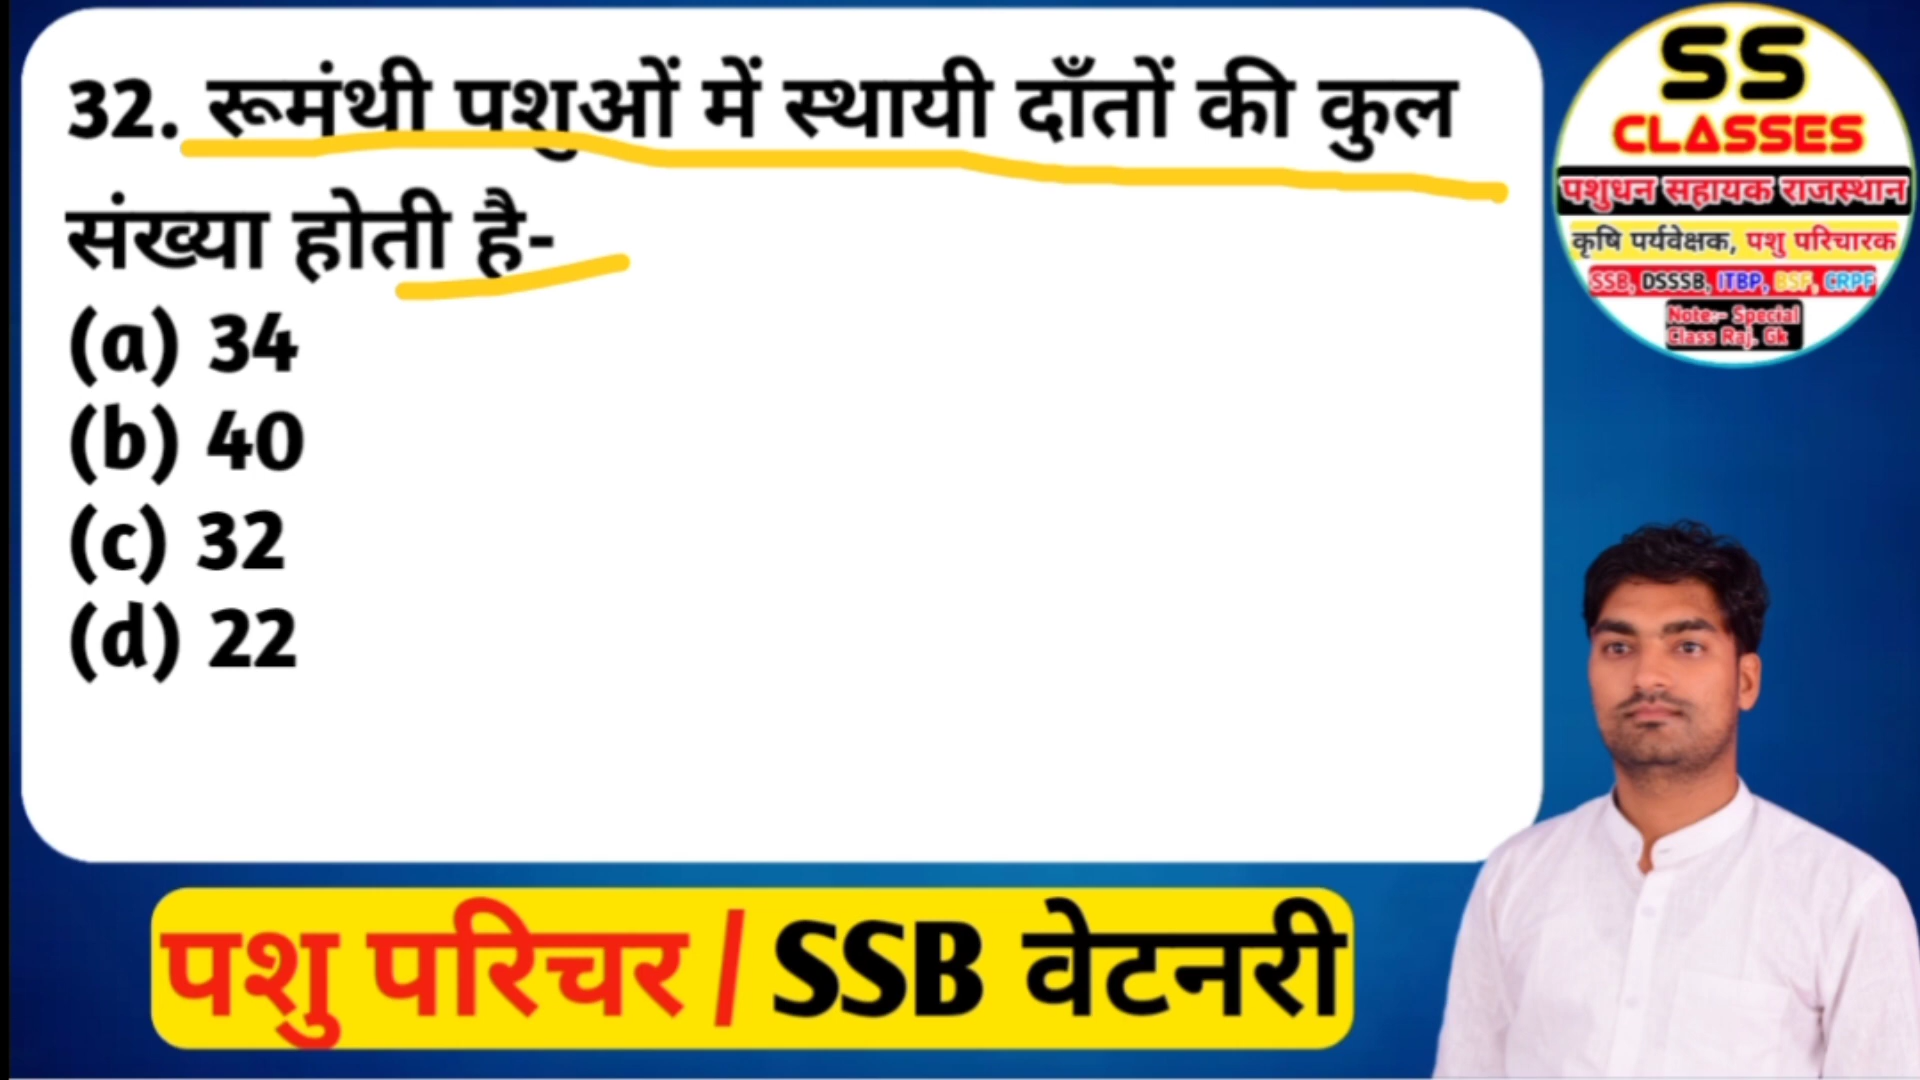 32. रूमंथी पशुओं में स्थायी दाँतों की कुल
संख्या होती है-
(a) 34
(b) 40
(c) 32
(d) 22
SS
CLASSES
पशुधन सहायक राजस्थान
कृषि पर्यवेक्षक, पशु परिचारक
SSB, DSSSB, ITBP, BSF, CRPF
Note:- Special
Class Raj. Gk
पशु परिचर / SSB वेटनरी